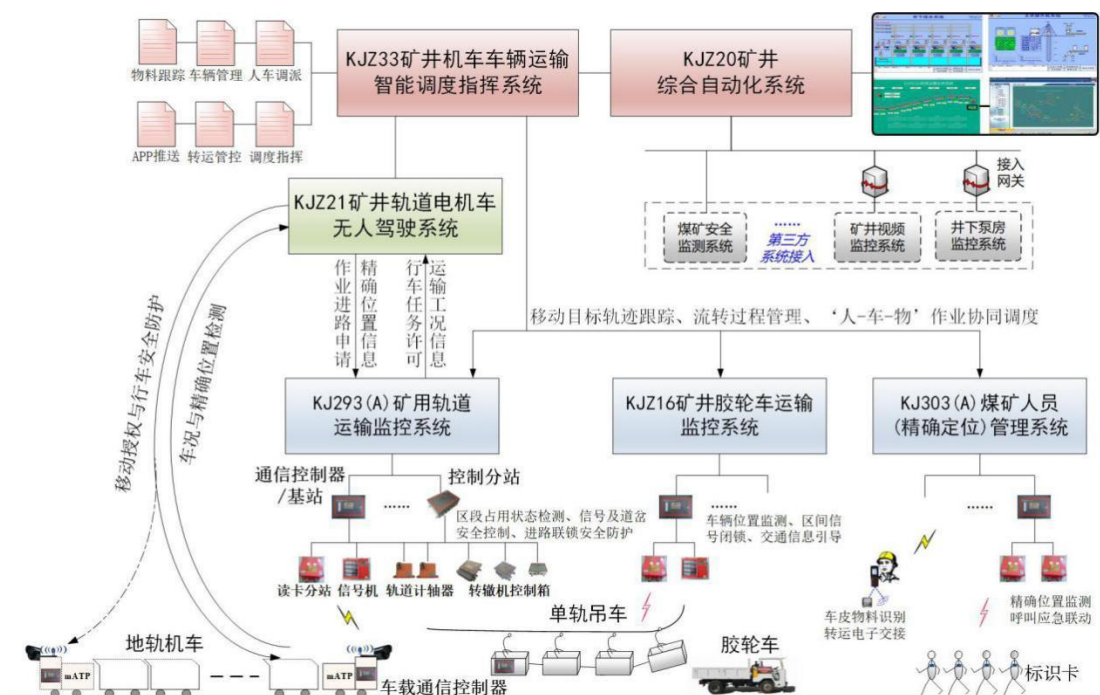 KJZ33矿井机车车辆运输
智能调度指挥系统
KJZ20矿井
综合自动化系统
物料跟踪
车辆管理
人车调派
APP推送
转运管控
调度指挥
接入
网关
KJZ21矿井轨道电机车
无人驾驶系统
煤矿安全
监测系统
……
第三方
系统接入
矿井视频
监控系统
井下泵房
监控系统
作业进路申请
精确位置信息
行车任务许可
运输工况信息
移动授权与行车安全防护
车况与精确位置检测
移动目标轨迹跟踪、流转过程管理、‘人-车-物’作业协同调度
KJ293(A)矿用轨道
运输监控系统
KJZ16矿井胶轮车运输
监控系统
KJ303(A)煤矿人员
(精确定位)管理系统
通信控制器
/基站
……
控制分站
区段占用状态检测、信号及道岔
安全控制、进路联锁安全防护
……
车辆位置监测、区间信
号闭锁、交通信息引导
……
读卡分站
信号机
轨道计轴器
转辙机控制箱
车皮物料识别
转运电子交接
精确位置监测
呼叫应急联动
单轨吊车
地轨机车
mATP
mATP
车载通信控制器
胶轮车
标识卡